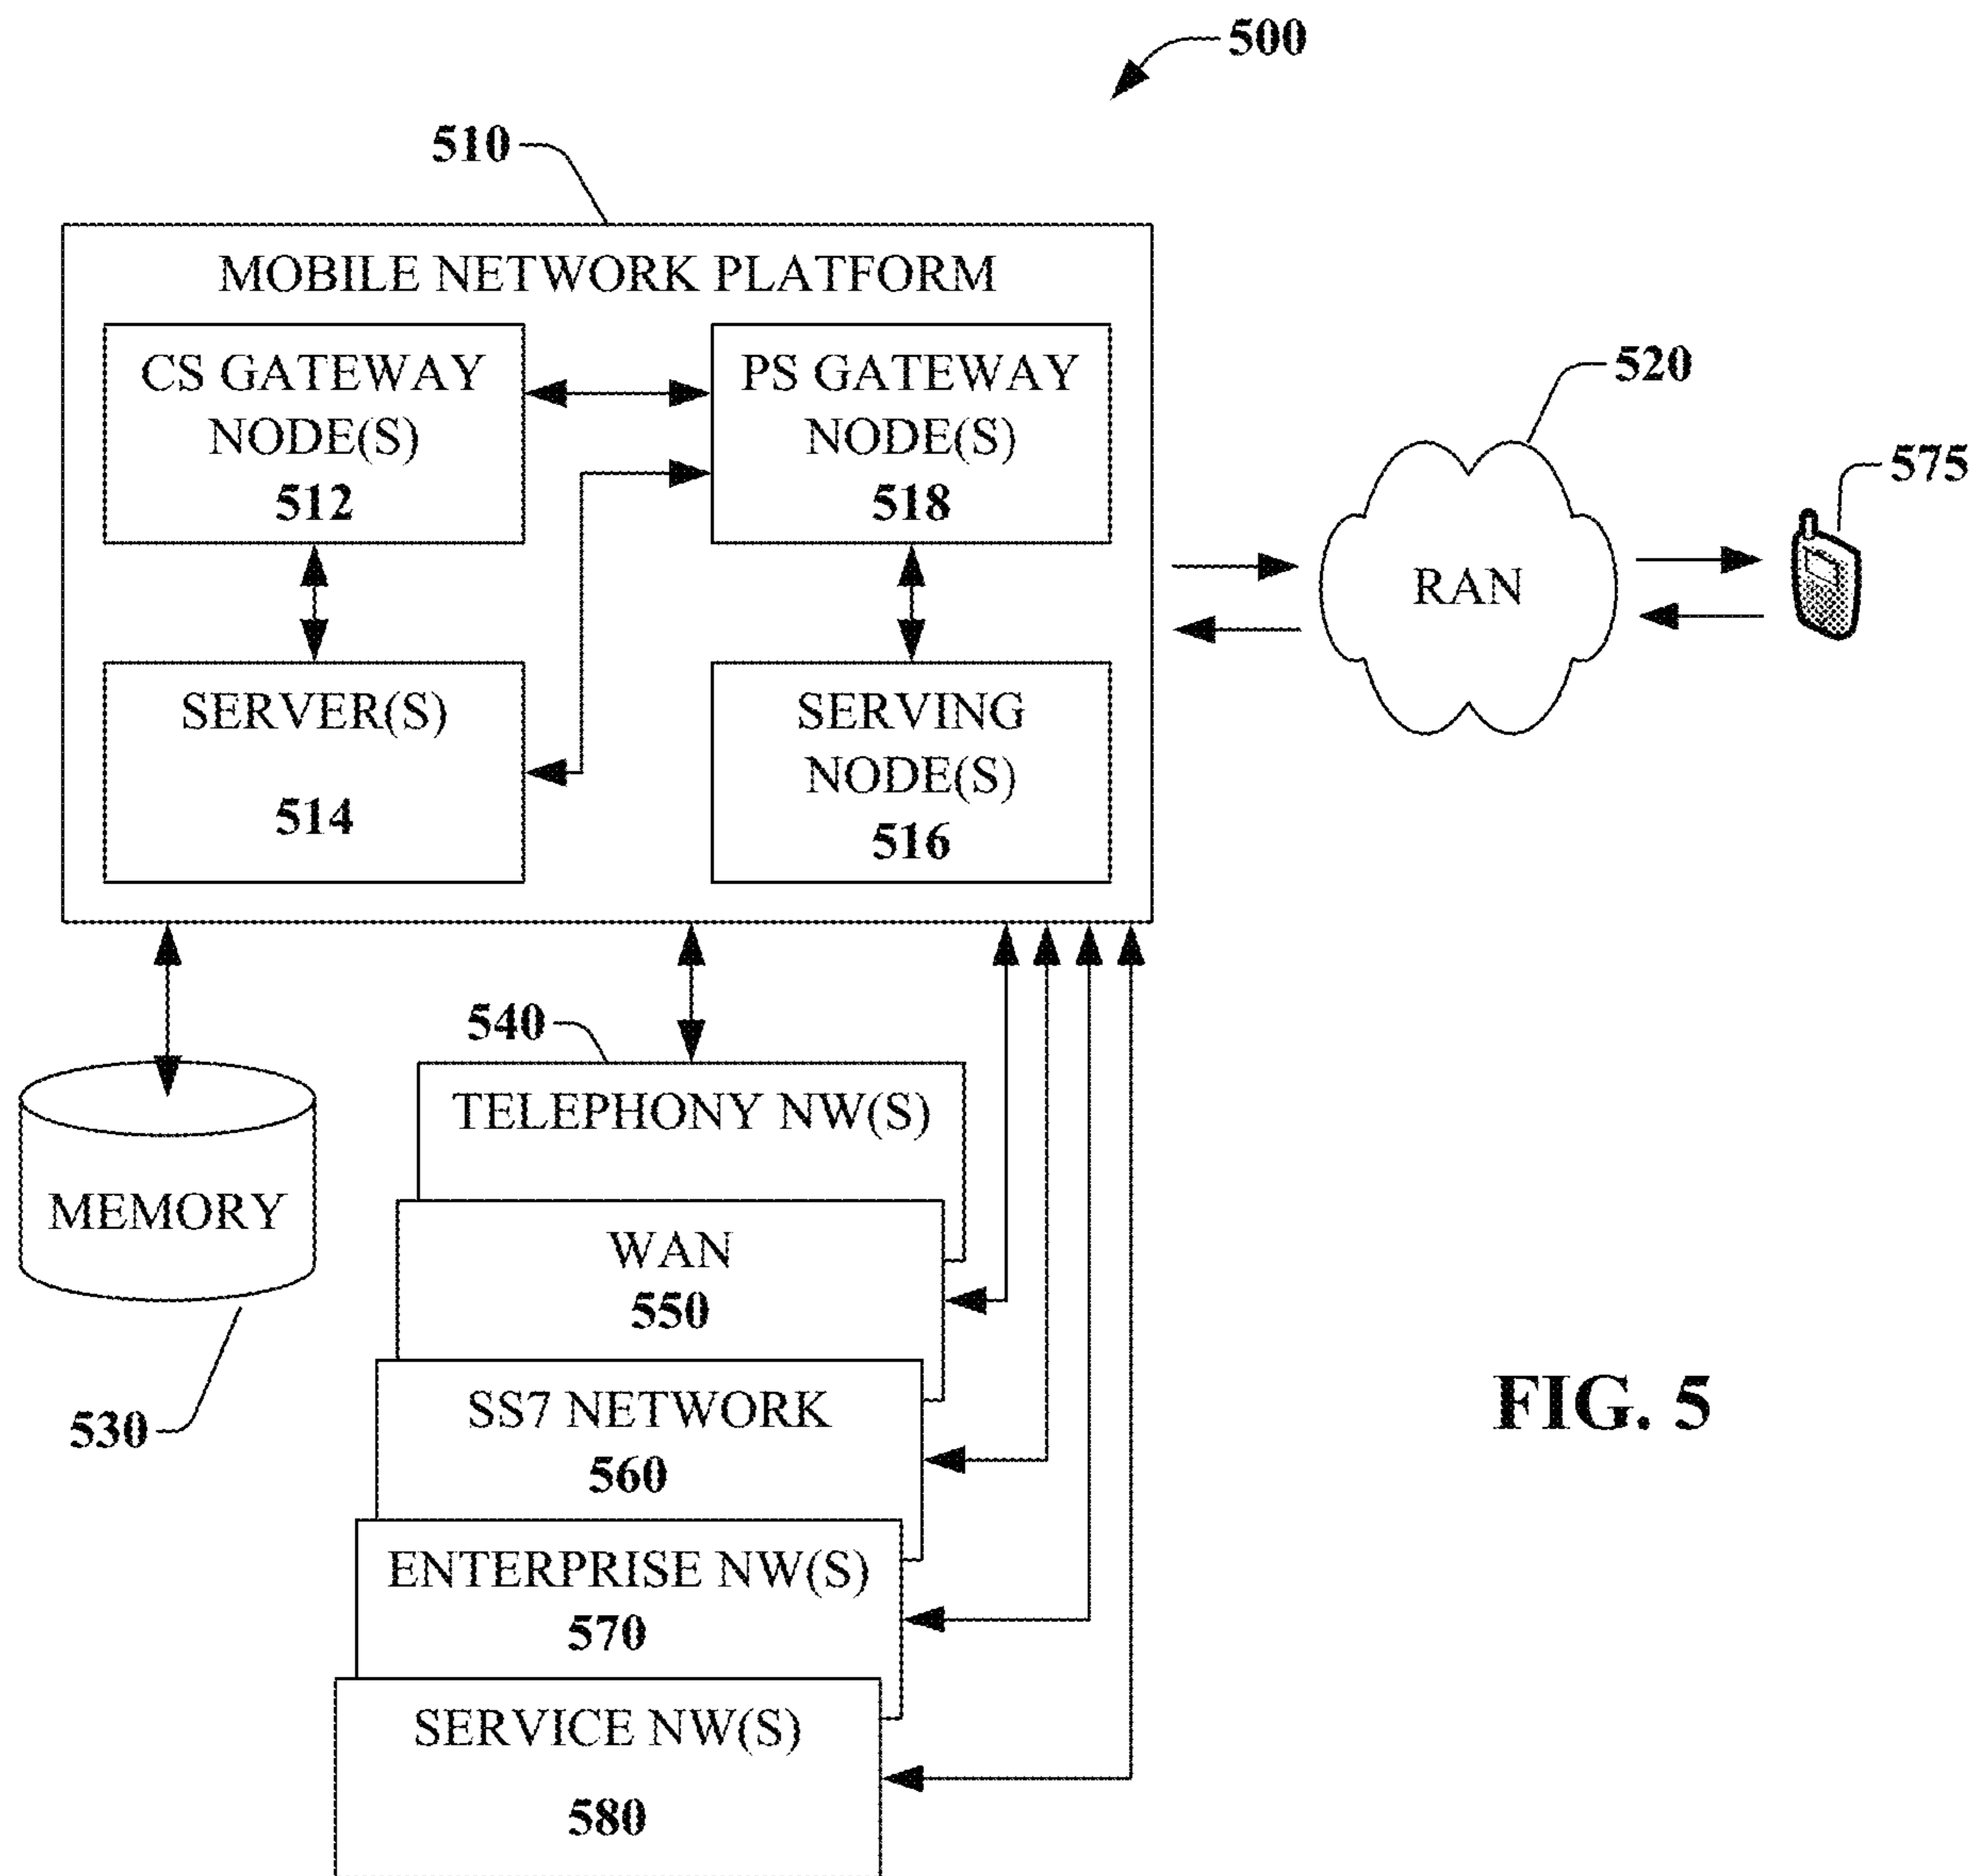 500
510
MOBILE NETWORK PLATFORM
CS GATEWAY
NODE(S)
512
PS GATEWAY
NODE(S)
518
520
575
RAN
SERVER(S)
514
SERVING
NODE(S)
516
540
TELEPHONY NW(S)
MEMORY
530
WAN
550
SS7 NETWORK
560
FIG. 5
ENTERPRISE NW(S)
570
SERVICE NW(S)
580